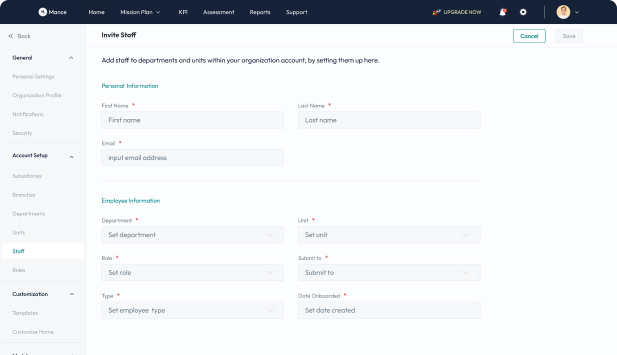 Mance
Home
Mission Plan
KPI
Assessment
Reports
Support
UPGRADE NOW
Back
Invite Staff
Cancel
Save
General
Personal Settings
Organization Profile
Notifications
Security
Account Setup
Subsidiaries
Branches
Departments
Units
Staff
Roles
Customization
Templates
Customize Home
Add staff to departments and units within your organization account, by setting them up here.
Personal Information
First Name *
Last Name *
First name
Last name
Email *
input email address
Employee Information
Department *
Unit *
Set department
Set unit
Role *
Submit to *
Set role
Submit to
Type *
Date Onboarded *
Set employee type
Set date created